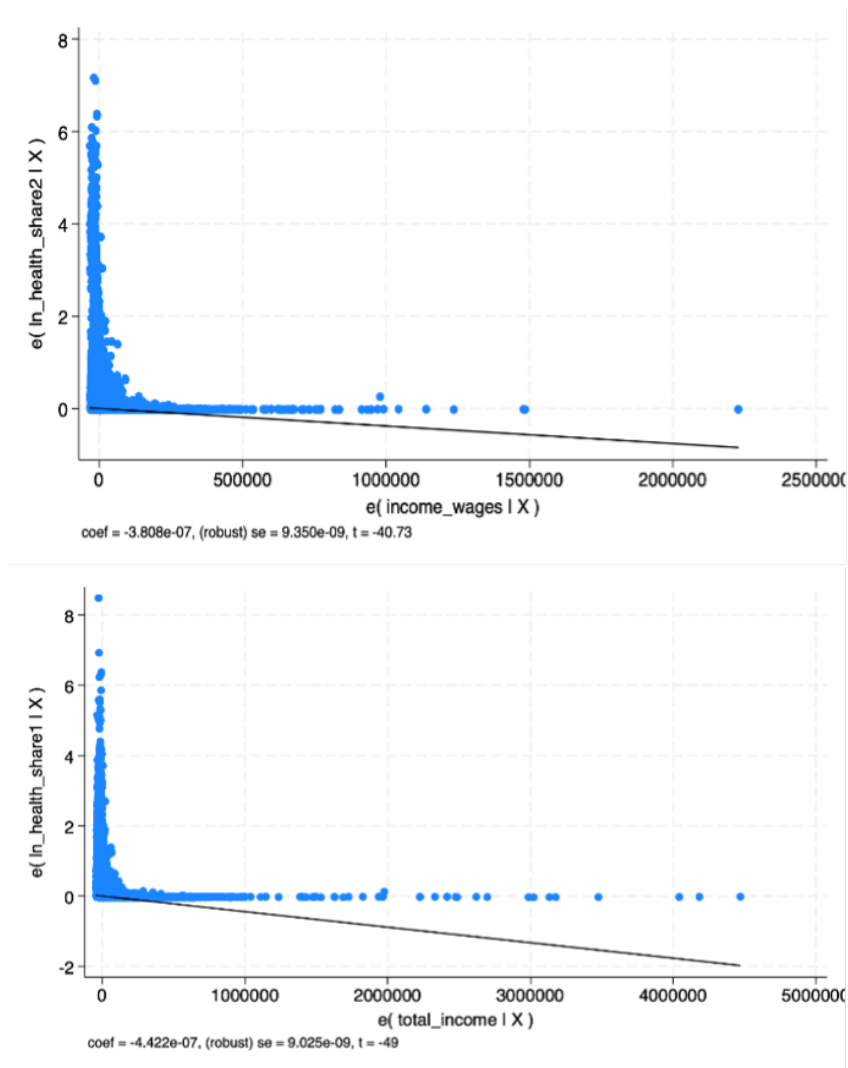 8
6
4
2
0
e( ln_health_share2 | X )
0 500000 1000000 1500000 2000000 2500000
e( income_wages | X )
coef = -3.808e-07, (robust) se = 9.350e-09, t = -40.73
8
6
4
2
0
-2
e( ln_health_share1 | X )
0 1000000 2000000 3000000 4000000 5000000
e( total_income | X )
coef = -4.422e-07, (robust) se = 9.025e-09, t = -49